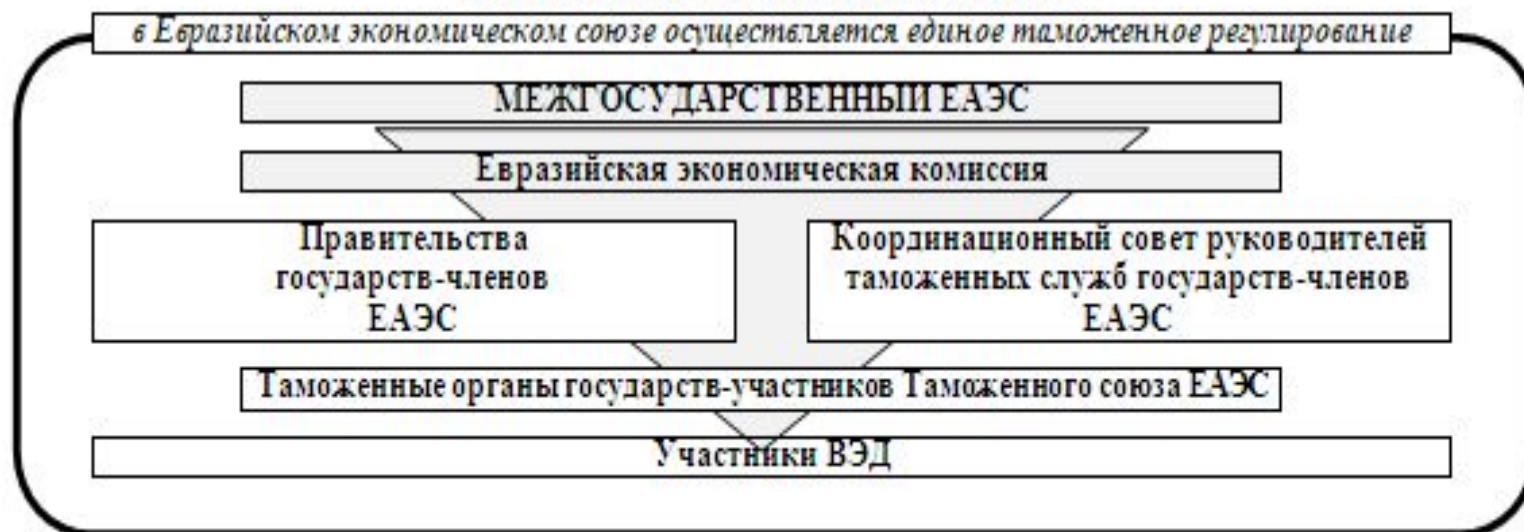 в Евразийском экономическом союзе осуществляется единое таможенное регулирование
МЕЖГОСУДАРСТВЕННЫЙ ЕАЭС
Евразийская экономическая комиссия
Правительства
государств-членов
ЕАЭС
Координационный совет руководителей
таможенных служб государств-членов
ЕАЭС
Таможенные органы государств-участников Таможенного союза ЕАЭС
Участники ВЭД